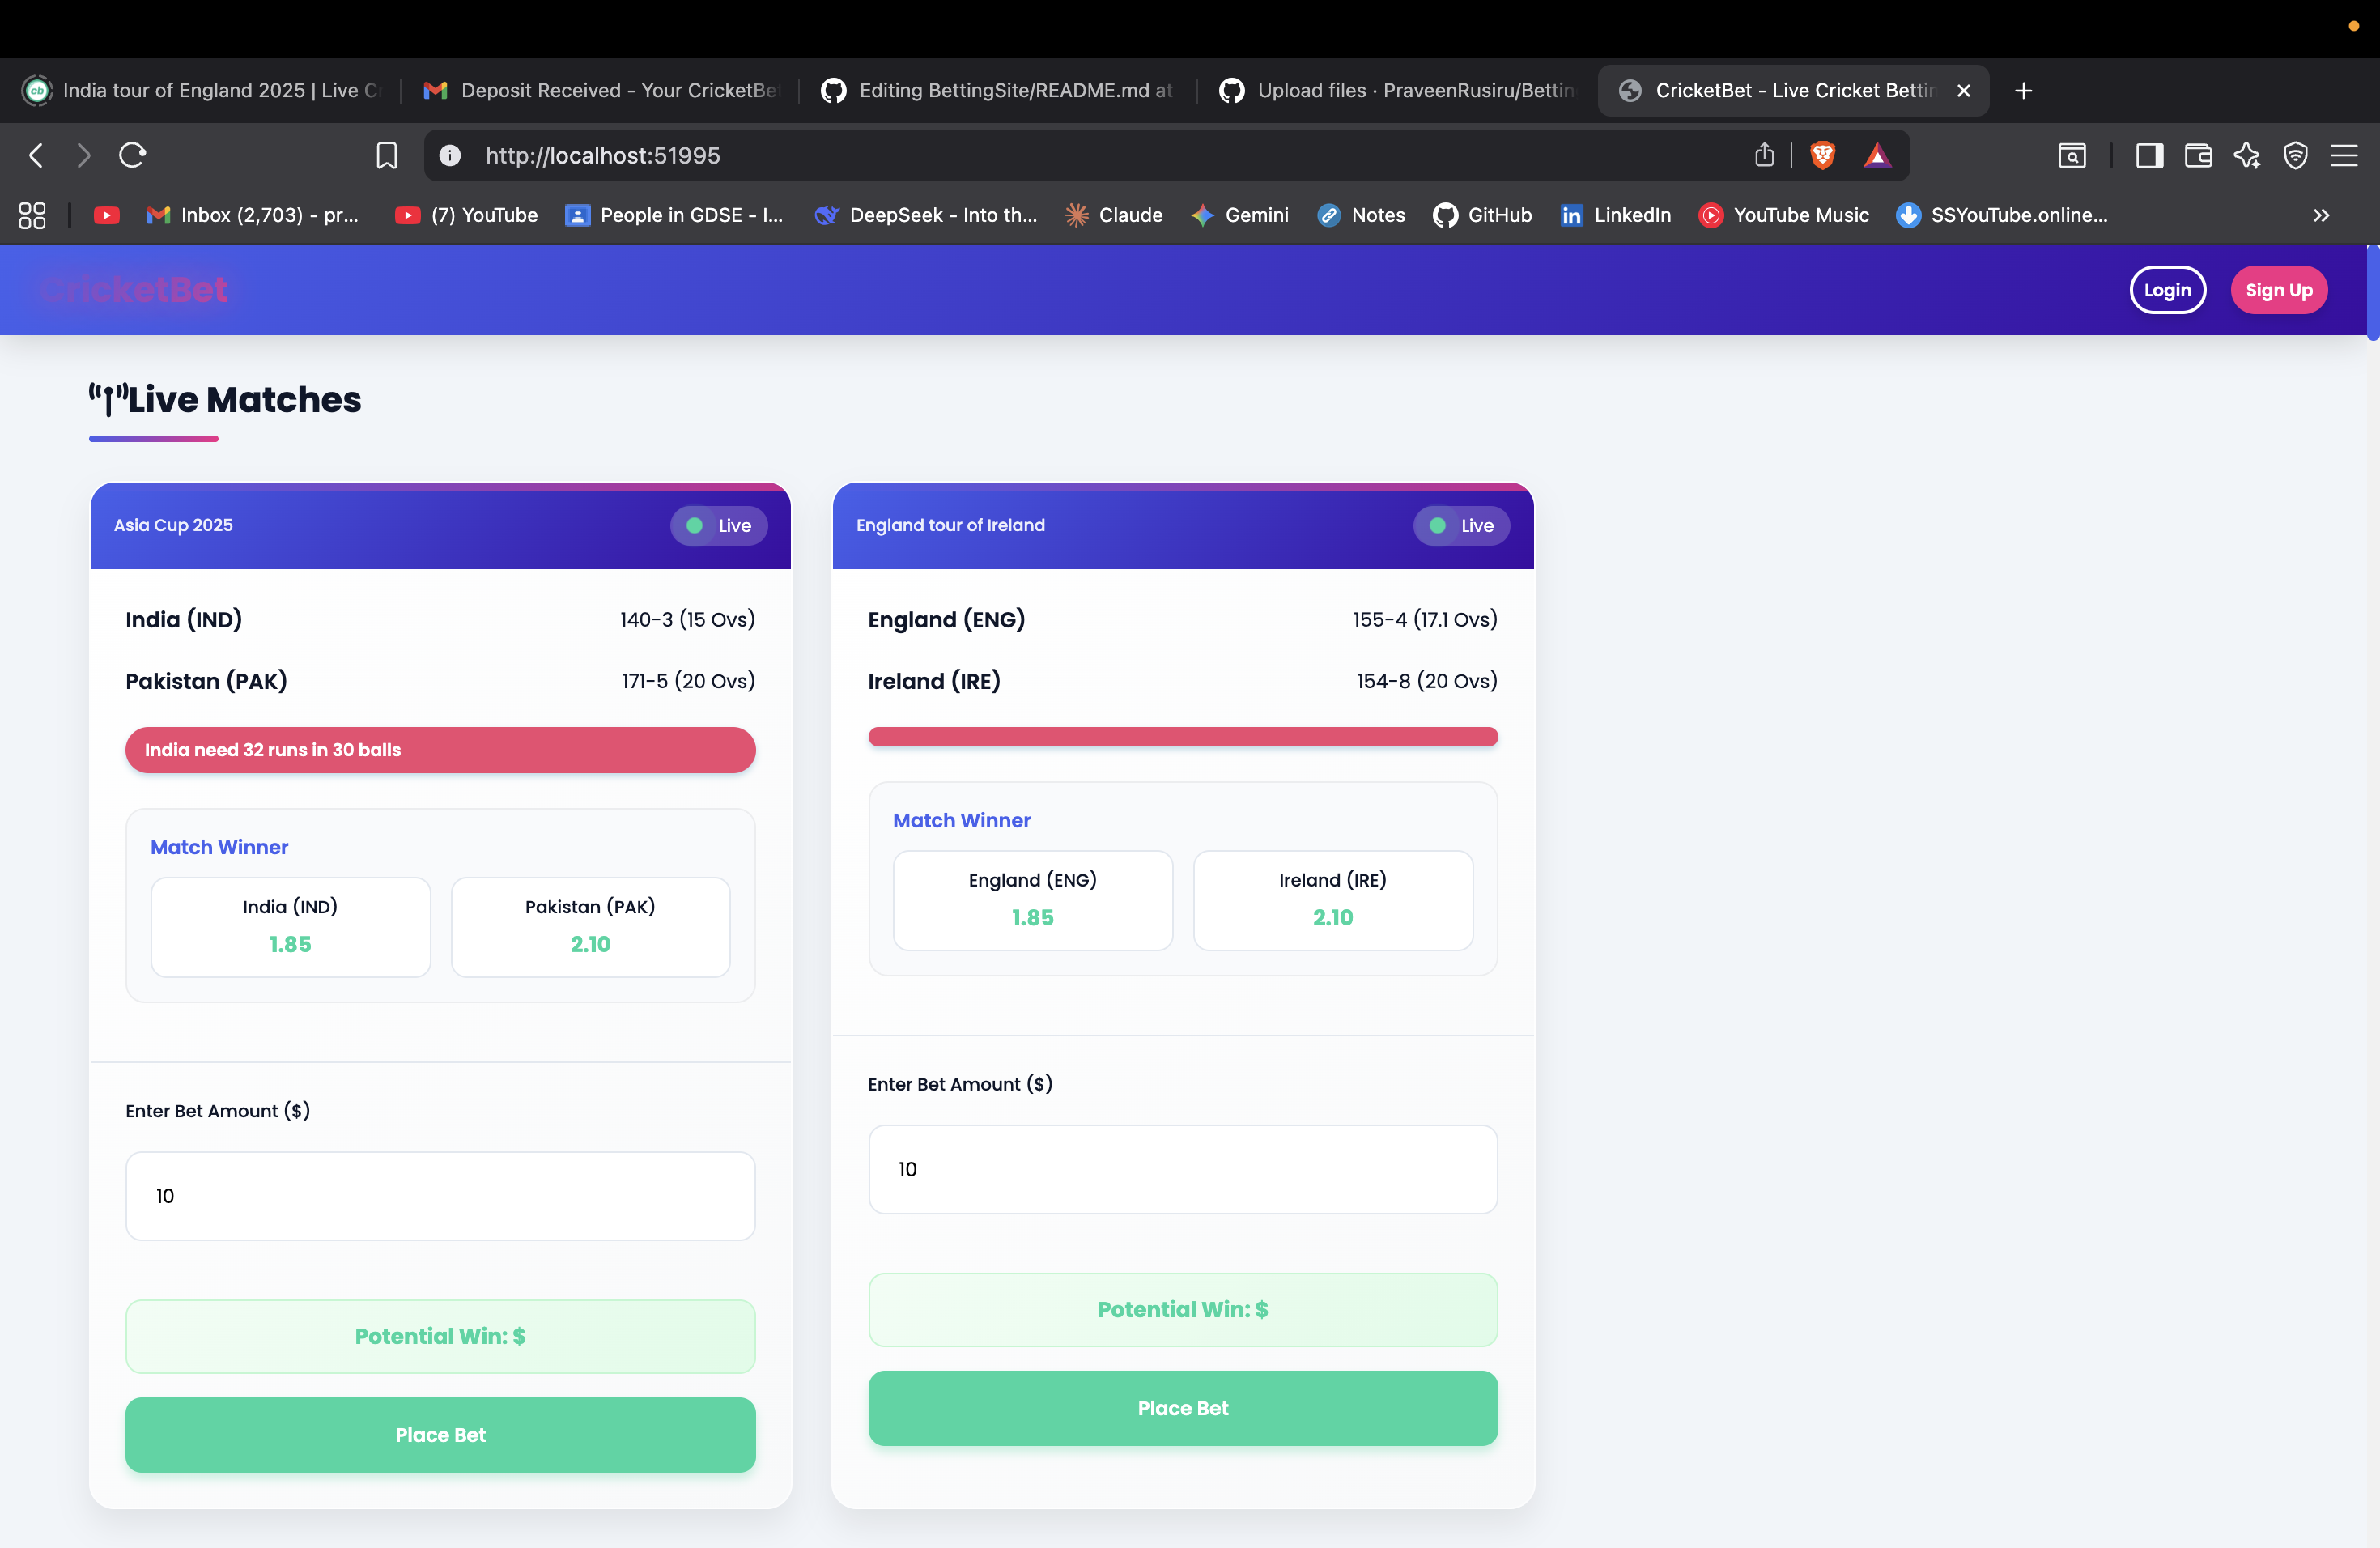 India tour of England 2025 | Live C
Deposit Received - Your CricketBe
Editing BettingSite/README.md at
Upload files · PraveenRusiru/Bettin
CricketBet - Live Cricket Bettin
http://localhost:51995
Inbox (2,703) - pr...
(7) YouTube
People in GDSE - I...
DeepSeek - Into th...
Claude
Gemini
Notes
GitHub
LinkedIn
YouTube Music
SSYouTube.online...
CricketBet
Login
Sign Up
Live Matches
Asia Cup 2025
Live
India (IND)
140-3 (15 Ovs)
Pakistan (PAK)
171-5 (20 Ovs)
India need 32 runs in 30 balls
Match Winner
India (IND)
1.85
Pakistan (PAK)
2.10
Enter Bet Amount ($)
10
Potential Win: $
Place Bet
England tour of Ireland
Live
England (ENG)
155-4 (17.1 Ovs)
Ireland (IRE)
154-8 (20 Ovs)
Match Winner
England (ENG)
1.85
Ireland (IRE)
2.10
Enter Bet Amount ($)
10
Potential Win: $
Place Bet